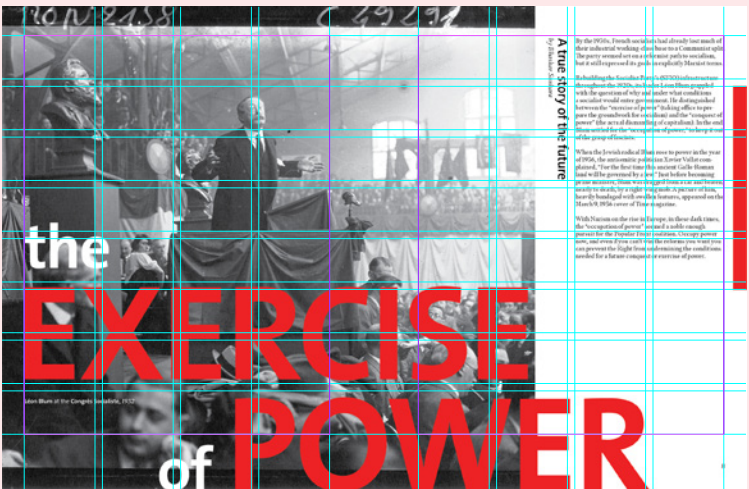 A true story of the future
by Bhaskar Sunkara
By the 1930s, French socialists had already lost much of
their industrial working-class base to a Communist split.
The party seemed set on a reformist path to socialism,
but it still expressed its goals in explicitly Marxist terms.
Rebuilding the Socialist Party's (SFIO) infrastructure
throughout the 1920s, its leader Léon Blum grappled
with the question of why and under what conditions
a socialist would enter government. He distinguished
between the "exercise of power" (taking office to pre-
pare the groundwork for socialism) and the "conquest of
power" (the actual dismantling of capitalism). In the end
Blum settled for the "occupation of power," to keep it out
of the group of fascists.
When the Jewish radical Blum rose to power in the year
of 1936, the antisemitic politician Xavier Vallat com-
plained, "For the first time this ancient Gallo-Roman
land will be governed by a Jew." Just before becoming
prime minister, Blum was dragged from a car and beaten,
nearly to death, by a right-wing mob. A picture of him,
heavily bandaged with swollen features, appeared on the
March 9, 1936 cover of Time magazine.
With Nazism on the rise in Europe, in these dark times,
the "occupation of power" seemed a noble enough
pursuit for the Popular Front coalition. Occupy power
now, and even if you can't win the reforms you want you
can prevent the Right from undermining the conditions
needed for a future conquest or exercise of power.
the
EXERCISE
of POWER
Léon Blum at the Congrès Socialiste, 1932